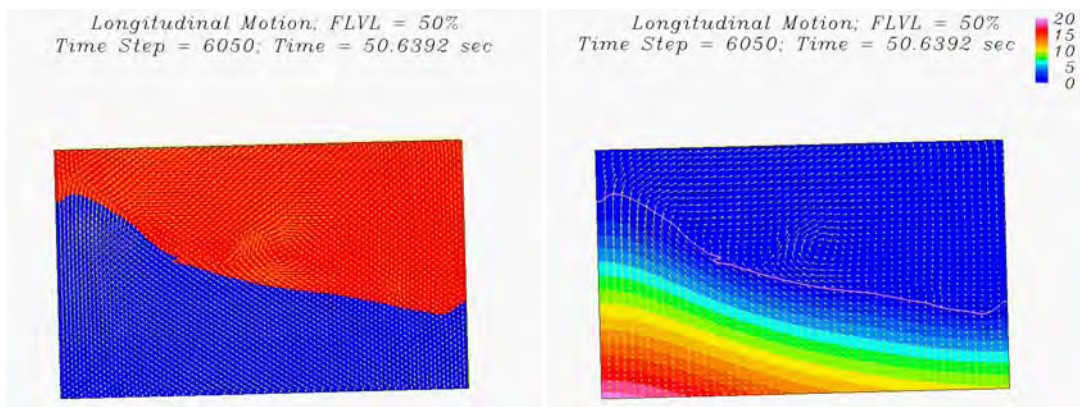 Longitudinal Motion; FLVL = 50%
Time Step = 6050; Time = 50.6392 sec
Longitudinal Motion; FLVL = 50%
Time Step = 6050; Time = 50.6392 sec
20
15
10
5
0